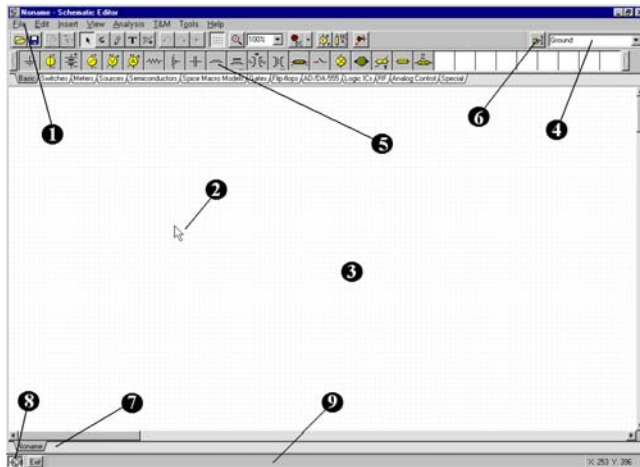 Noname - Schematic Editor
File Edit Insert View Analysis T&M Tools Help
100%
Ground
Basic Switches Meters Sources Semiconductors Spice Macro Models Gates Flip-flops AD/DA-555 Logic ICs RF Analog Control Special
1
5
6
4
2
3
8
7
9
Noname
Exit
X: 253 Y: 396